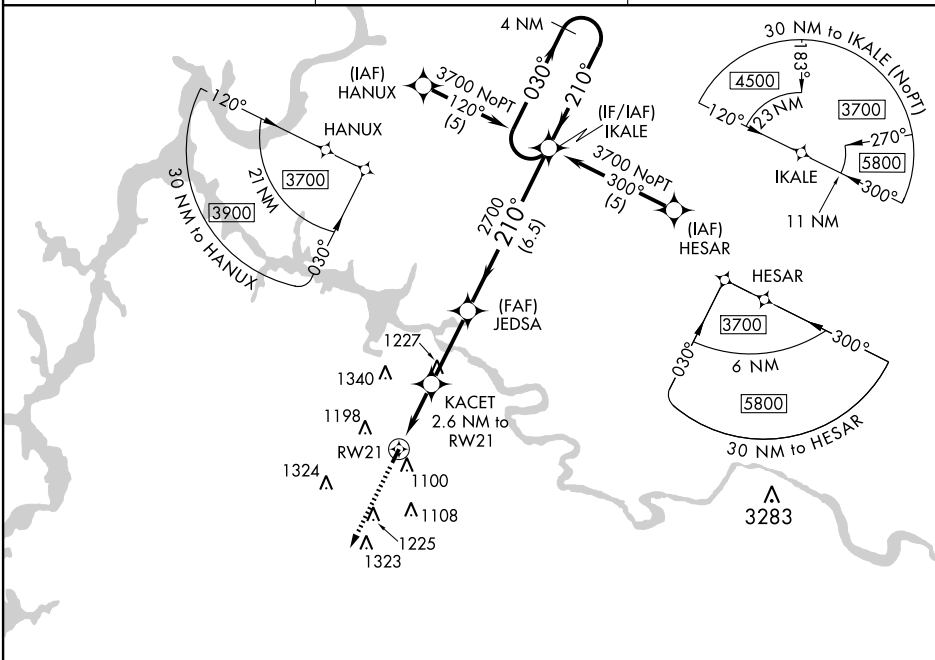 4 NM
030°
210°
(IAF)
HANUX
3700 NoPT
120°
(5)
(IF/IAF)
IKALE
3700 NoPT
300°
(5)
(IAF)
HESAR
2700
210°
(6.5)
(FAF)
JEDSA
120°
HANUX
3700
21 NM
3900
30 NM to HANUX
030°
30 NM to IKALE (NoPT)
183°
4500
23 NM
3700
120°
270°
5800
IKALE
300°
11 NM
HESAR
3700
030°
300°
6 NM
5800
30 NM to HESAR
1227
1340
KACET
2.6 NM to
RW21
1198
RW21
1324
1100
1108
1225
1323
3283